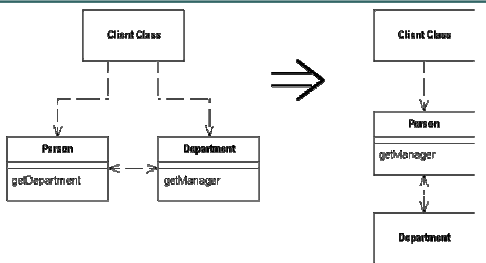 Client Class
Person
getDepartment
Department
getManager
Client Class
Person
getManager
Department